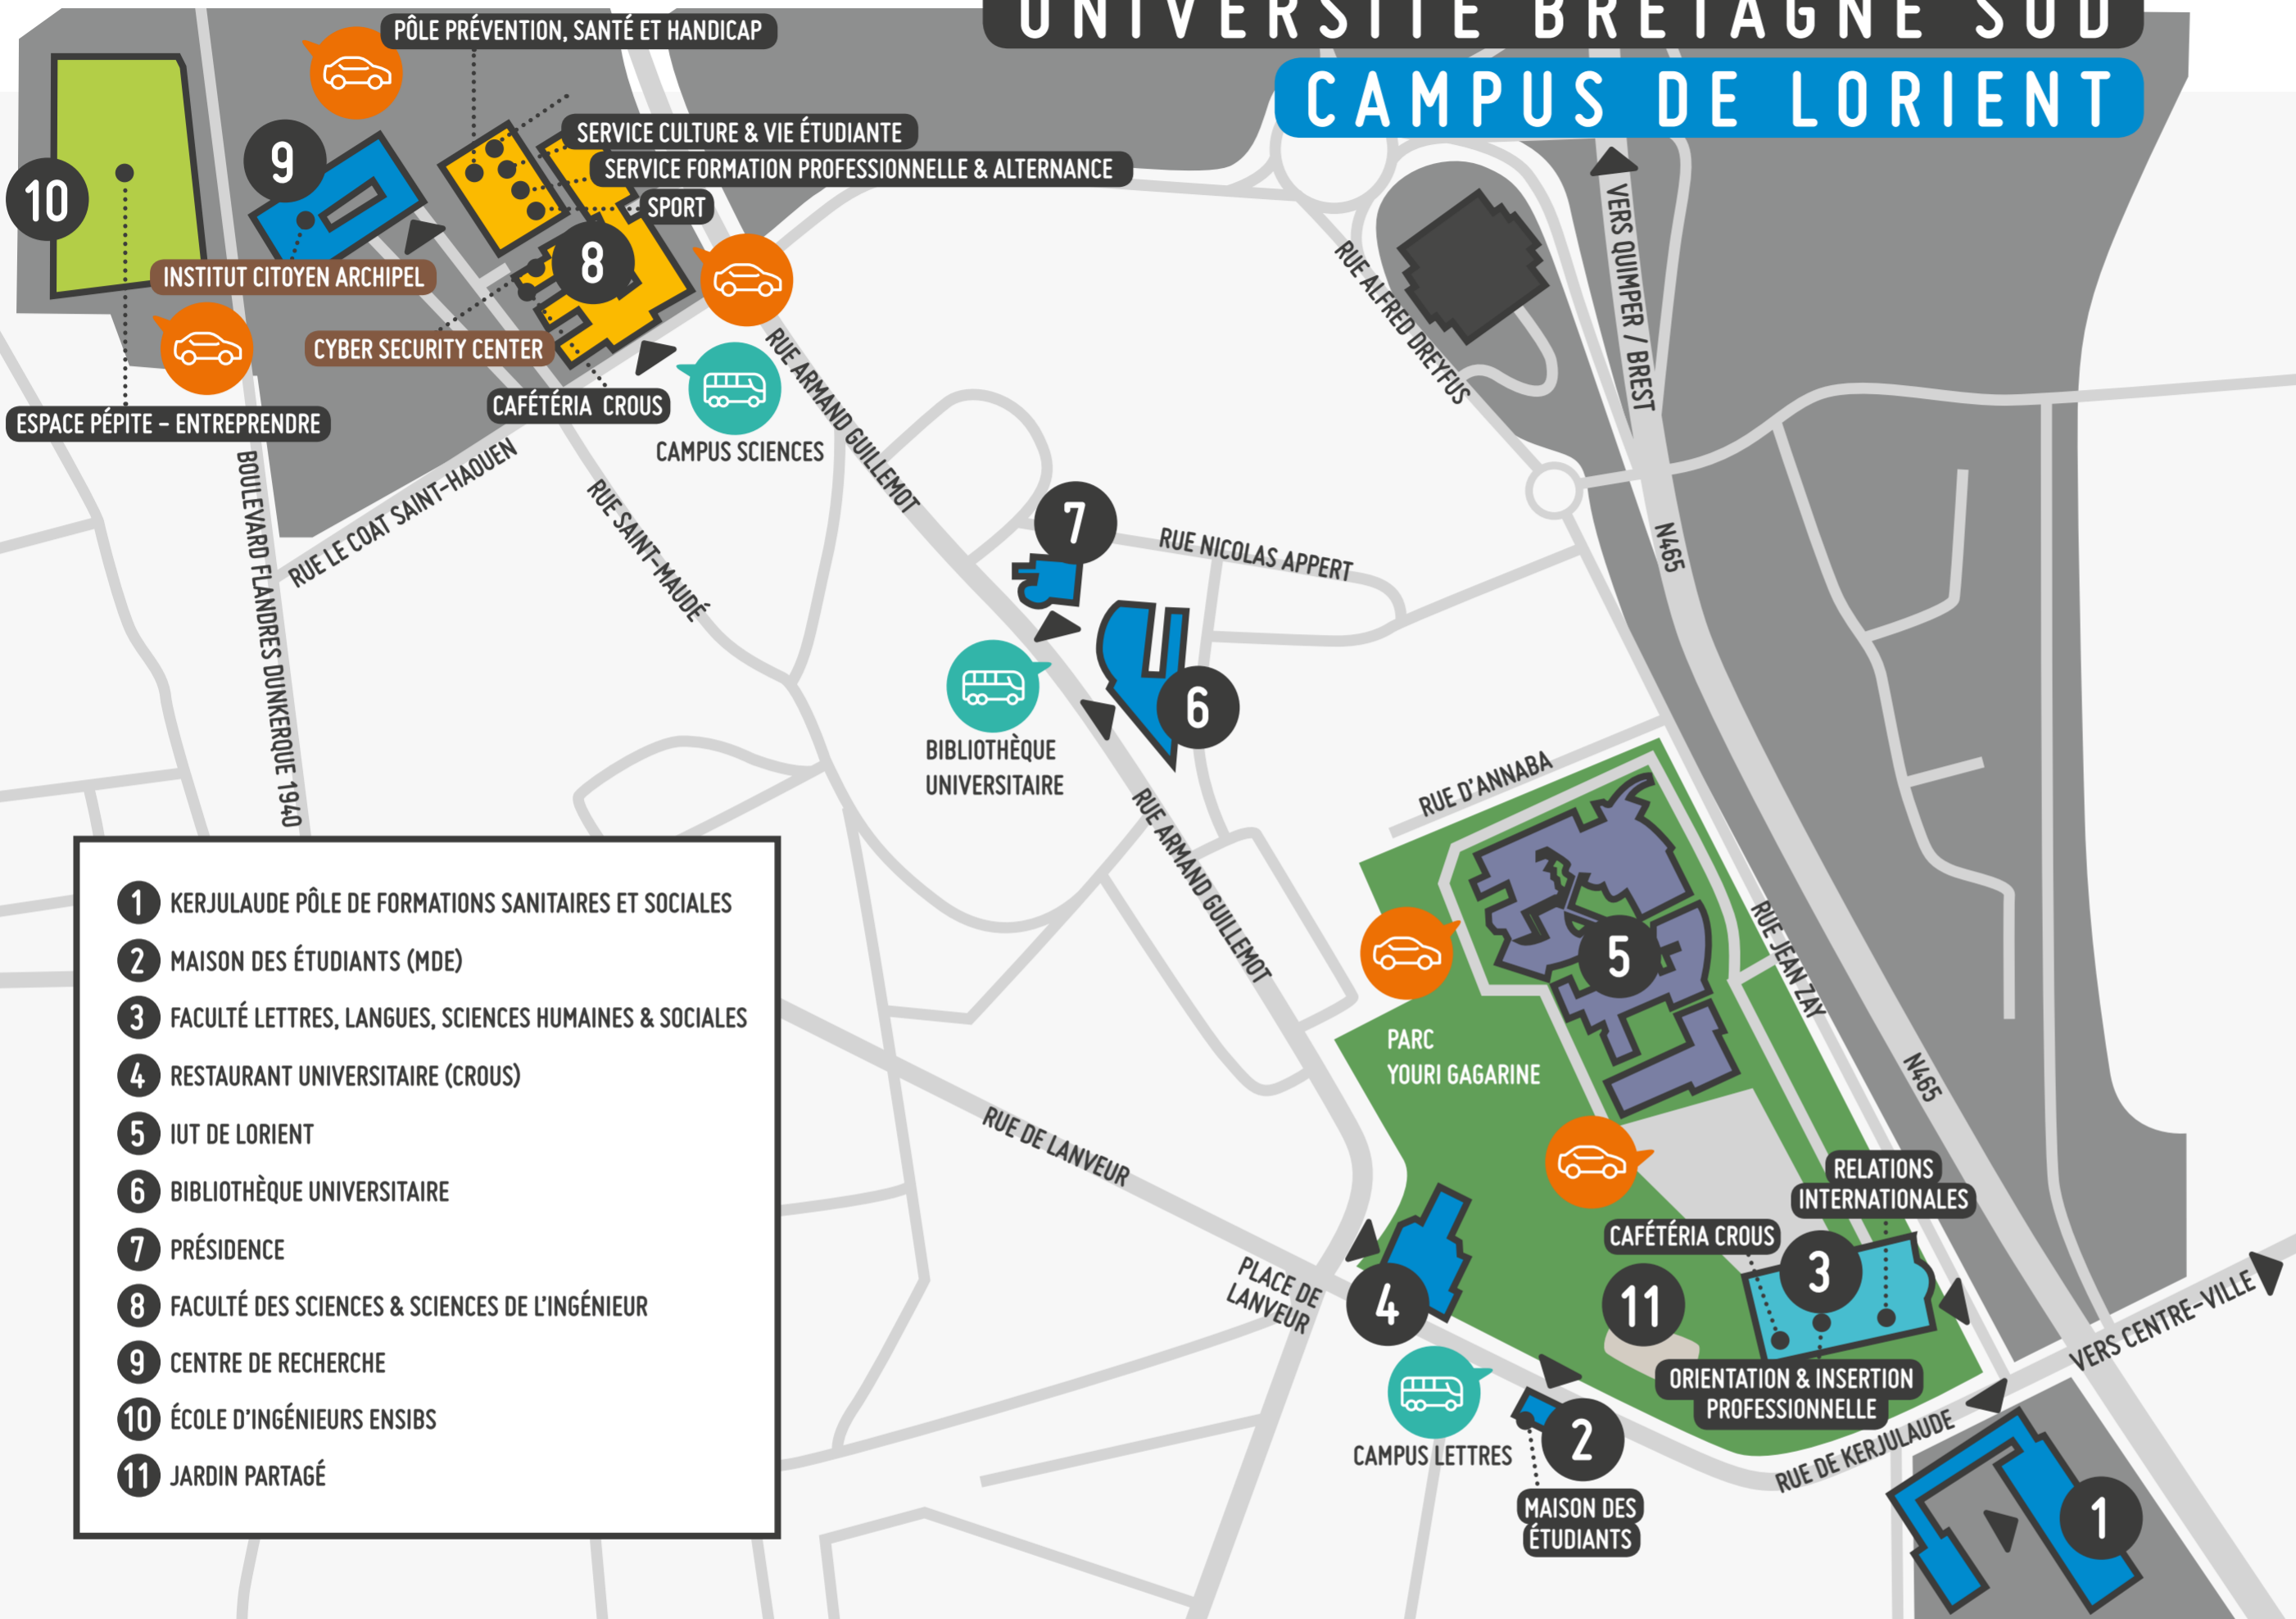 UNIVERSITÉ BRETAGNE SUD
CAMPUS DE LORIENT
PÔLE PRÉVENTION, SANTÉ ET HANDICAP
SERVICE CULTURE & VIE ÉTUDIANTE
SERVICE FORMATION PROFESSIONNELLE & ALTERNANCE
SPORT
9
10
8
INSTITUT CITOYEN ARCHIPEL
CYBER SECURITY CENTER
CAFÉTÉRIA CROUS
ESPACE PÉPITE - ENTREPRENDRE
CAMPUS SCIENCES
BOULEVARD FLANDRES DUNKERQUE 1940
RUE LE COAT SAINT-HAOUEN
RUE SAINT-MAUDÉ
RUE ARMAND GUILLEMOT
RUE ALFRED DREYFUS
VERS QUIMPER / BREST
N465
7
RUE NICOLAS APPERT
6
BIBLIOTHÈQUE
UNIVERSITAIRE
RUE ARMAND GUILLEMOT
RUE D'ANNABA
5
RUE JEAN ZAY
N465
PARC
YOURI GAGARINE
RUE DE LANVEUR
PLACE DE
LANVEUR
RELATIONS
INTERNATIONALES
CAFÉTÉRIA CROUS
3
4
11
ORIENTATION & INSERTION
PROFESSIONNELLE
VERS CENTRE-VILLE
CAMPUS LETTRES
2
MAISON DES
ÉTUDIANTS
RUE DE KERJULAUDE
1
1 KERJULAUDE PÔLE DE FORMATIONS SANITAIRES ET SOCIALES
2 MAISON DES ÉTUDIANTS (MDE)
3 FACULTÉ LETTRES, LANGUES, SCIENCES HUMAINES & SOCIALES
4 RESTAURANT UNIVERSITAIRE (CROUS)
5 IUT DE LORIENT
6 BIBLIOTHÈQUE UNIVERSITAIRE
7 PRÉSIDENCE
8 FACULTÉ DES SCIENCES & SCIENCES DE L'INGÉNIEUR
9 CENTRE DE RECHERCHE
10 ÉCOLE D'INGÉNIEURS ENSIBS
11 JARDIN PARTAGÉ